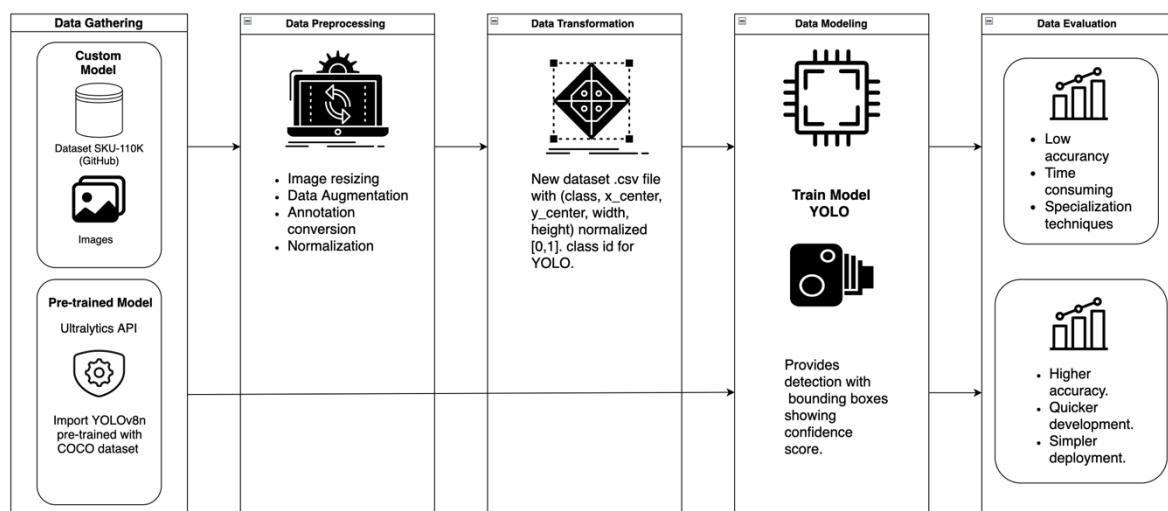 Data Gathering
Custom
Model
Dataset SKU-110K
(GitHub)
Images
Pre-trained Model
Ultralytics API
Import YOLOv8n
pre-trained with
COCO dataset
Data Preprocessing
• Image resizing
• Data Augmentation
• Annotation
conversion
• Normalization
Data Transformation
New dataset .csv file
with (class, x_center,
y_center, width,
height) normalized
[0,1]. class id for
YOLO.
Data Modeling
Train Model
YOLO
Provides
detection with
bounding boxes
showing
confidence
score.
Data Evaluation
• Low
accurancy
• Time
consuming
• Specialization
techniques
• Higher
accuracy.
• Quicker
development.
• Simpler
deployment.